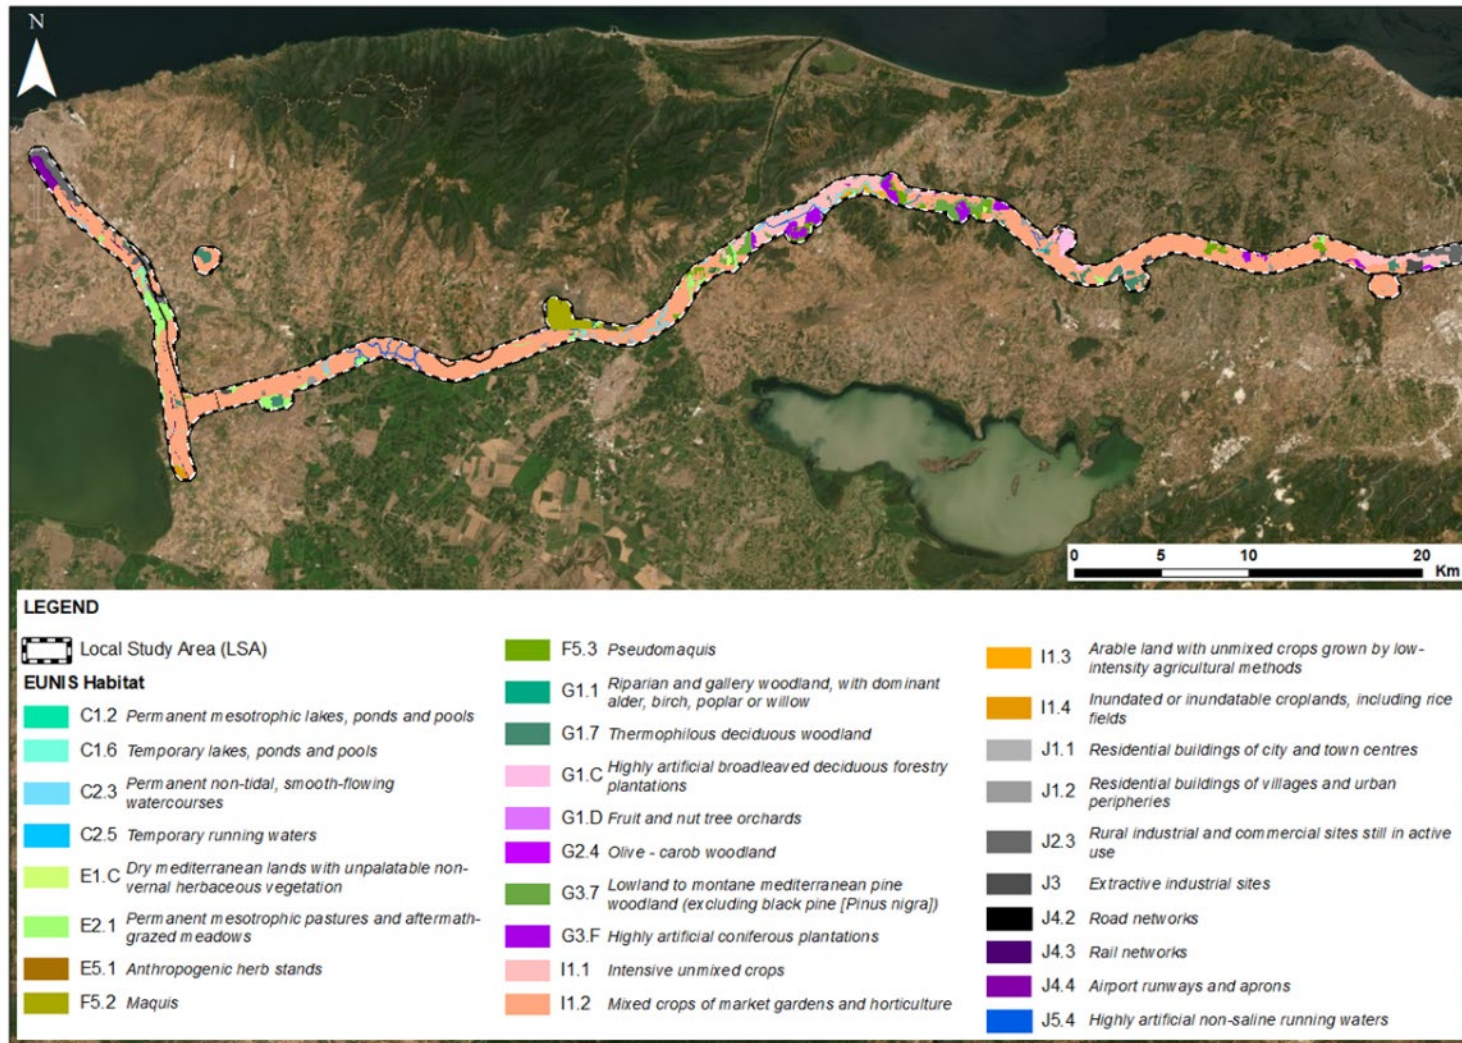 N
0 5 10 20
Km
LEGEND
Local Study Area (LSA)
EUNIS Habitat
C1.2 Permanent mesotrophic lakes, ponds and pools
C1.6 Temporary lakes, ponds and pools
C2.3 Permanent non-tidal, smooth-flowing
watercourses
C2.5 Temporary running waters
E1.C Dry mediterranean lands with unpalatable non-
vernal herbaceous vegetation
E2.1 Permanent mesotrophic pastures and aftermath-
grazed meadows
E5.1 Anthropogenic herb stands
F5.2 Maquis
F5.3 Pseudomaquis
G1.1 Riparian and gallery woodland, with dominant
alder, birch, poplar or willow
G1.7 Thermophilous deciduous woodland
G1.C Highly artificial broadleaved deciduous forestry
plantations
G1.D Fruit and nut tree orchards
G2.4 Olive - carob woodland
G3.7 Lowland to montane mediterranean pine
woodland (excluding black pine [Pinus nigra])
G3.F Highly artificial coniferous plantations
I1.1 Intensive unmixed crops
I1.2 Mixed crops of market gardens and horticulture
I1.3 Arable land with unmixed crops grown by low-
intensity agricultural methods
I1.4 Inundated or inundatable croplands, including rice
fields
J1.1 Residential buildings of city and town centres
J1.2 Residential buildings of villages and urban
peripheries
J2.3 Rural industrial and commercial sites still in active
use
J3 Extractive industrial sites
J4.2 Road networks
J4.3 Rail networks
J4.4 Airport runways and aprons
J5.4 Highly artificial non-saline running waters